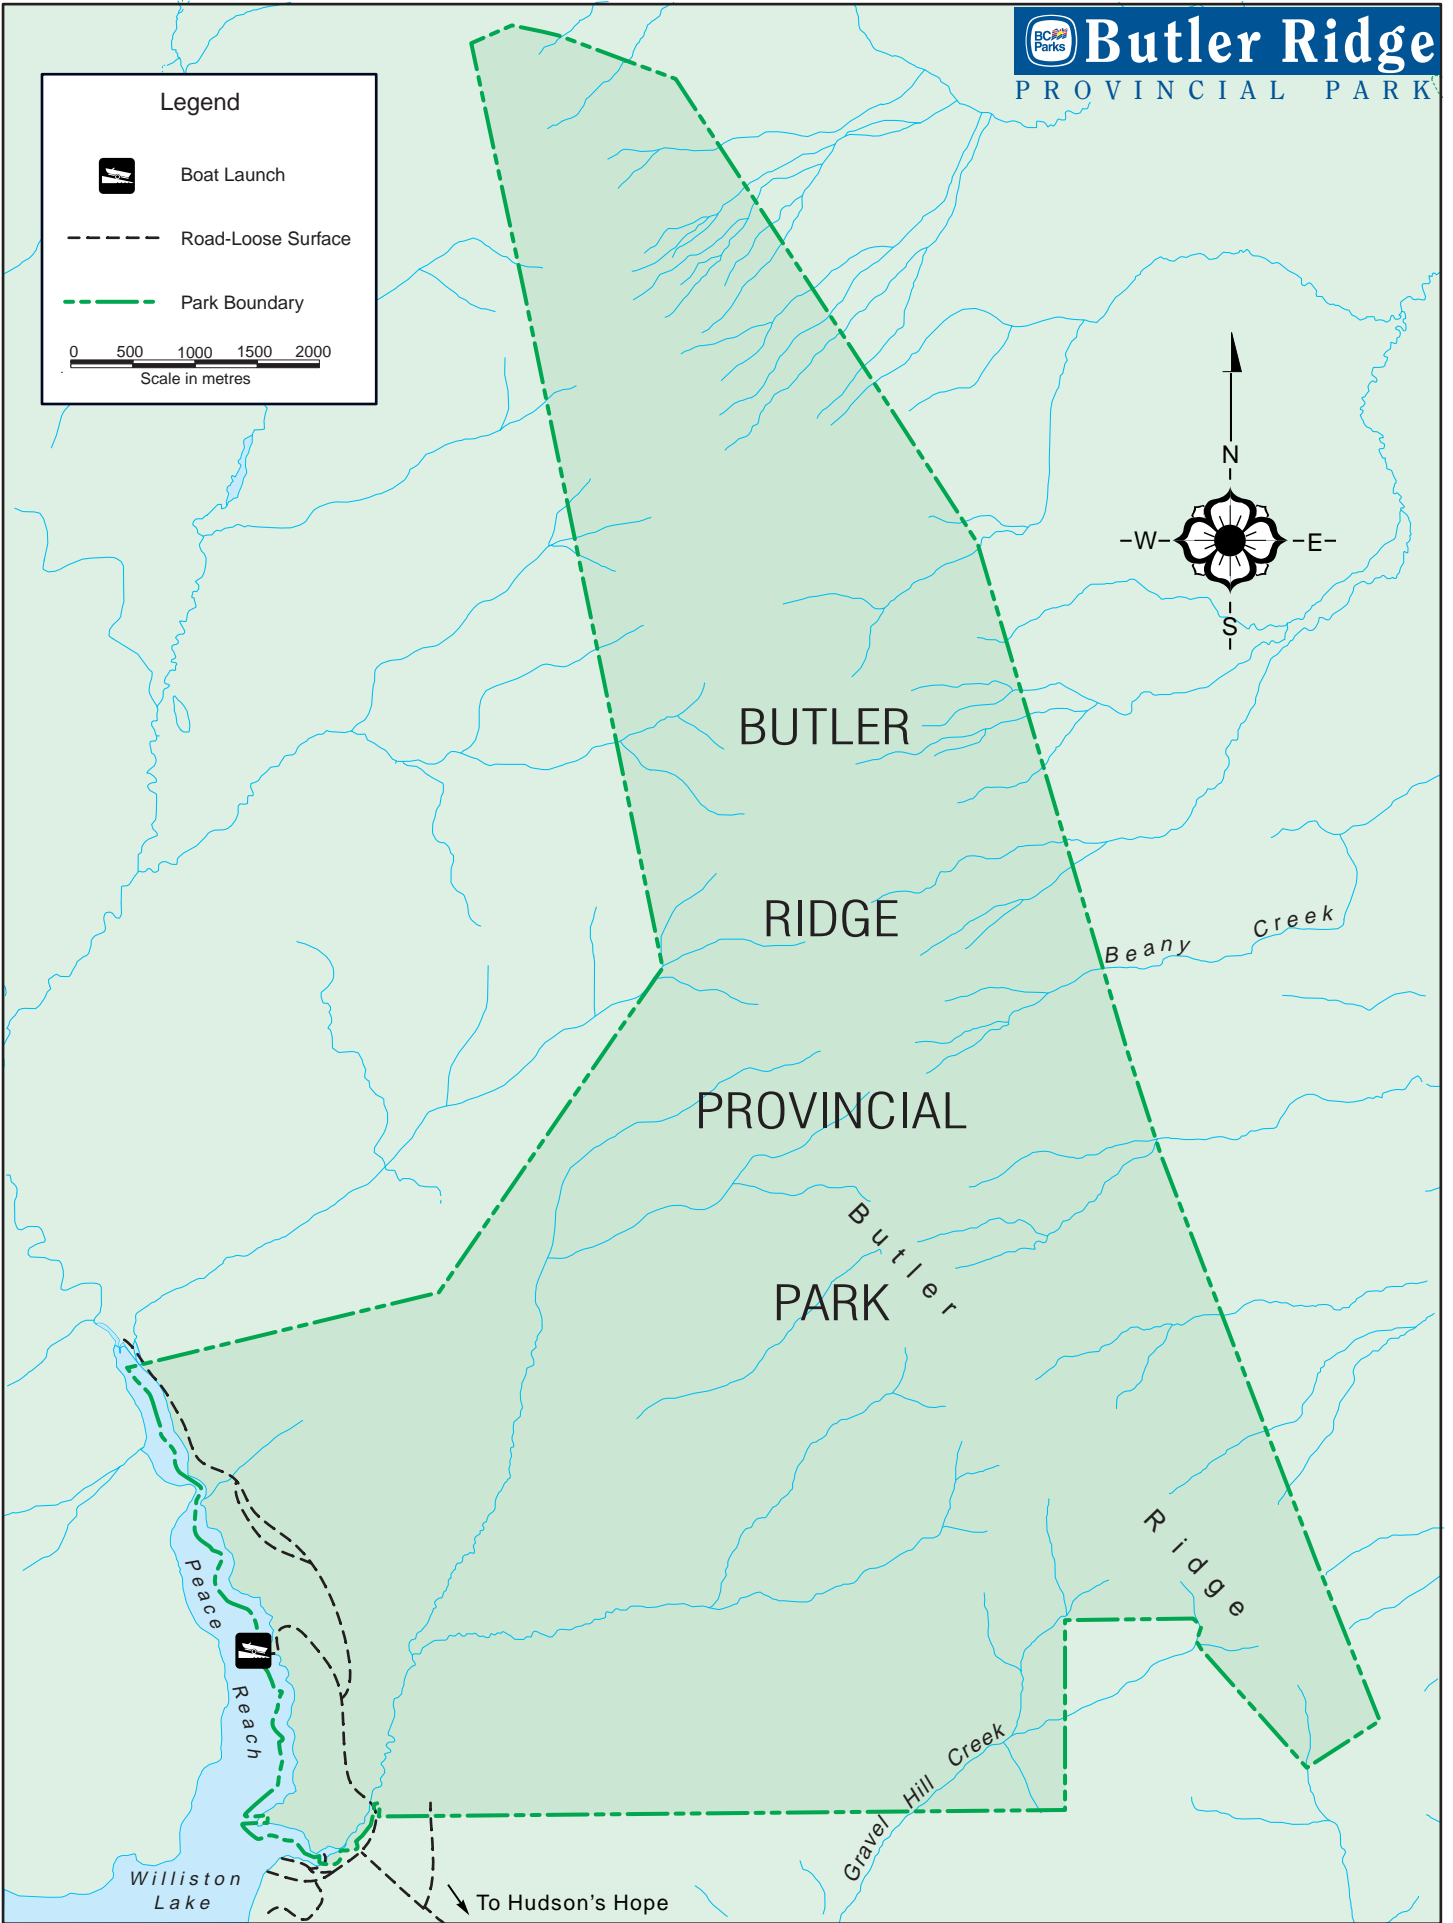 BC Parks
Butler Ridge
PROVINCIAL PARK
Legend
Boat Launch
Road-Loose Surface
Park Boundary
0 500 1000 1500 2000
Scale in metres
N
W E
S
BUTLER
RIDGE
PROVINCIAL
PARK
Beany Creek
Butler Ridge
Peace Reach
Gravel Hill Creek
Williston
Lake
To Hudson's Hope